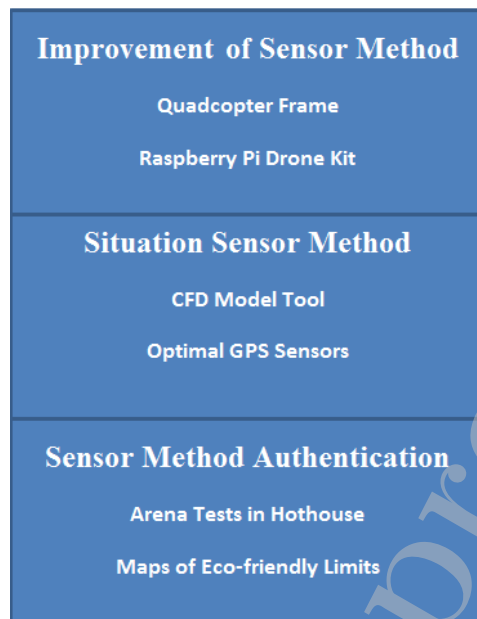 Improvement of Sensor Method
Quadcopter Frame
Raspberry Pi Drone Kit
Situation Sensor Method
CFD Model Tool
Optimal GPS Sensors
Sensor Method Authentication
Arena Tests in Hothouse
Maps of Eco-friendly Limits